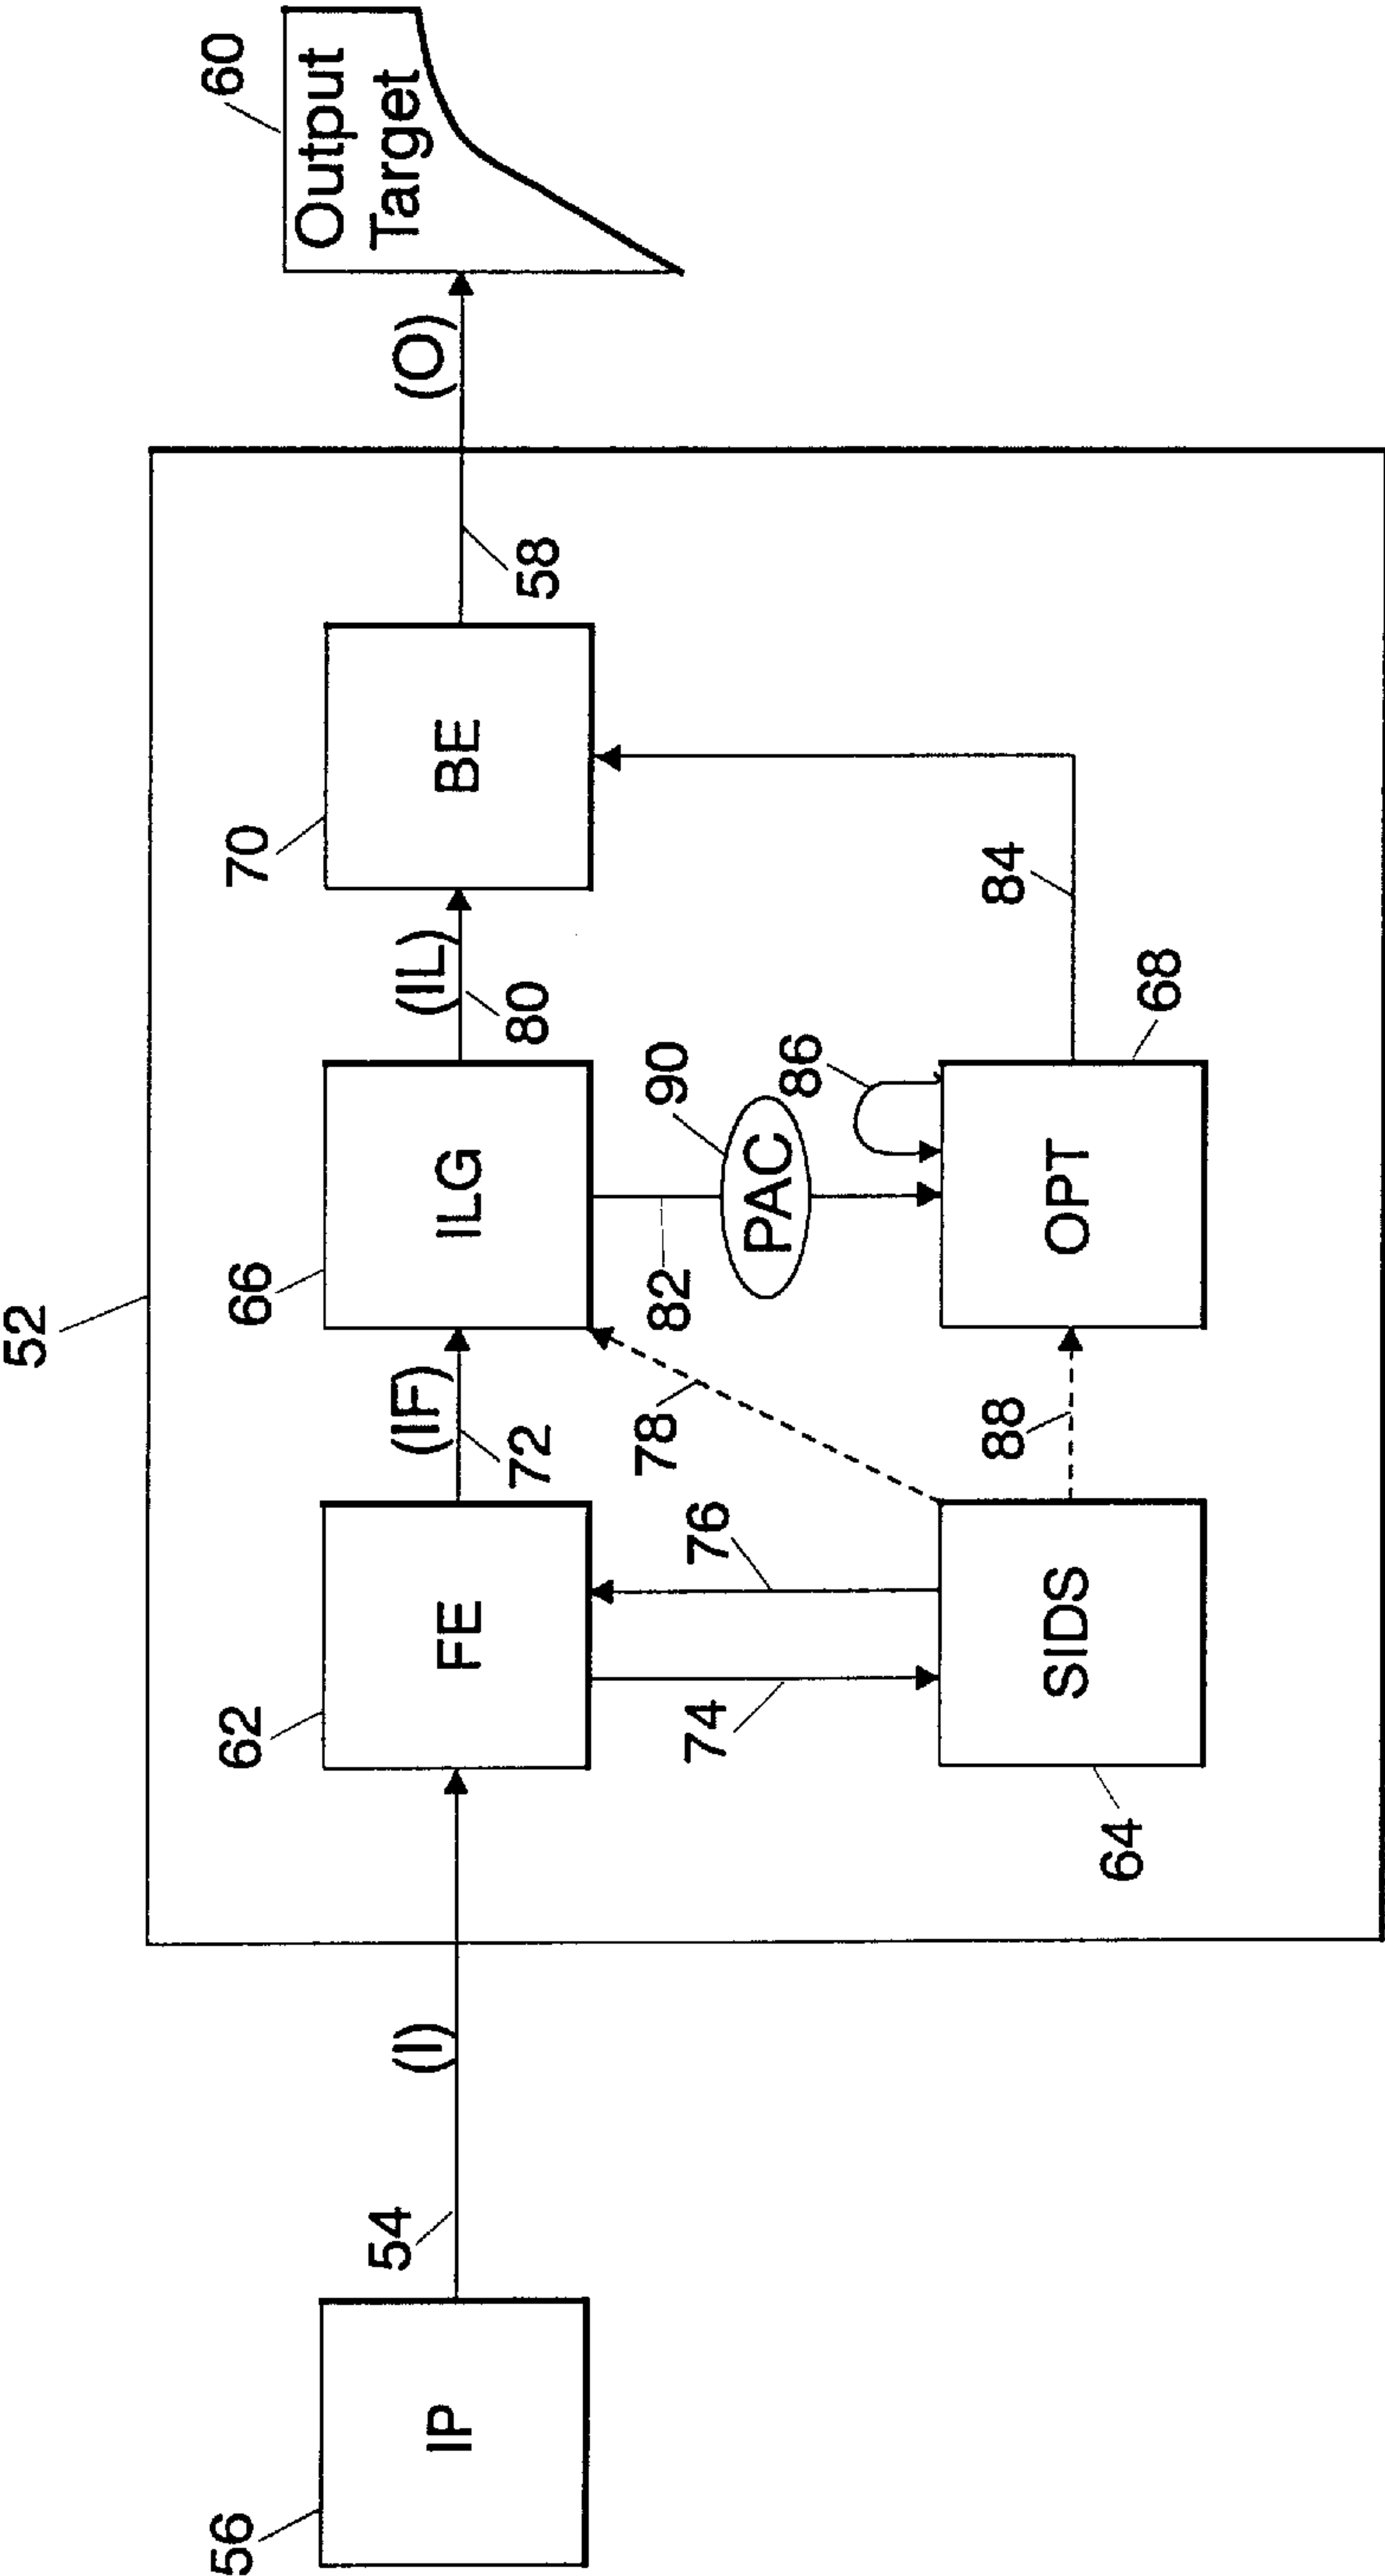 52
60
Output
Target
(O)
58
70
BE
(IL)
80
66
ILG
(IF)
72
62
FE
(I)
54
56
IP
90
PAC
82
86
84
78
76
74
88
68
OPT
64
SIDS